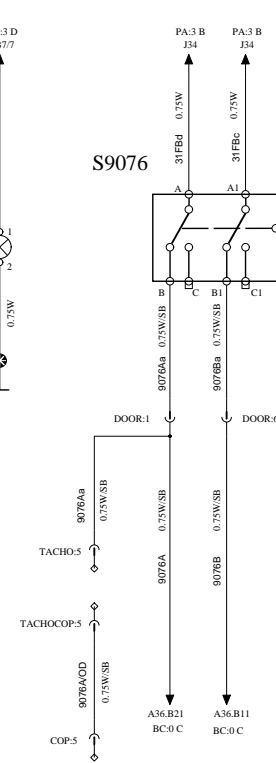 :3 D
37/7
PA:3 B
J34
PA:3 B
J34
0.75W
31FBd
0.75W
31FBc
S9076
A
A1
1
2
0.75W
B
C
B1
C1
9076Aa
0.75W/SB
9076Ba
0.75W/SB
DOOR:1
DOOR:6
9076Aa
0.75W/SB
9076A
0.75W/SB
9076B
0.75W/SB
TACHO:5
TACHOCOP:5
9076A/OD
0.75W/SB
A36.B21
BC:0 C
A36.B11
BC:0 C
COP:5